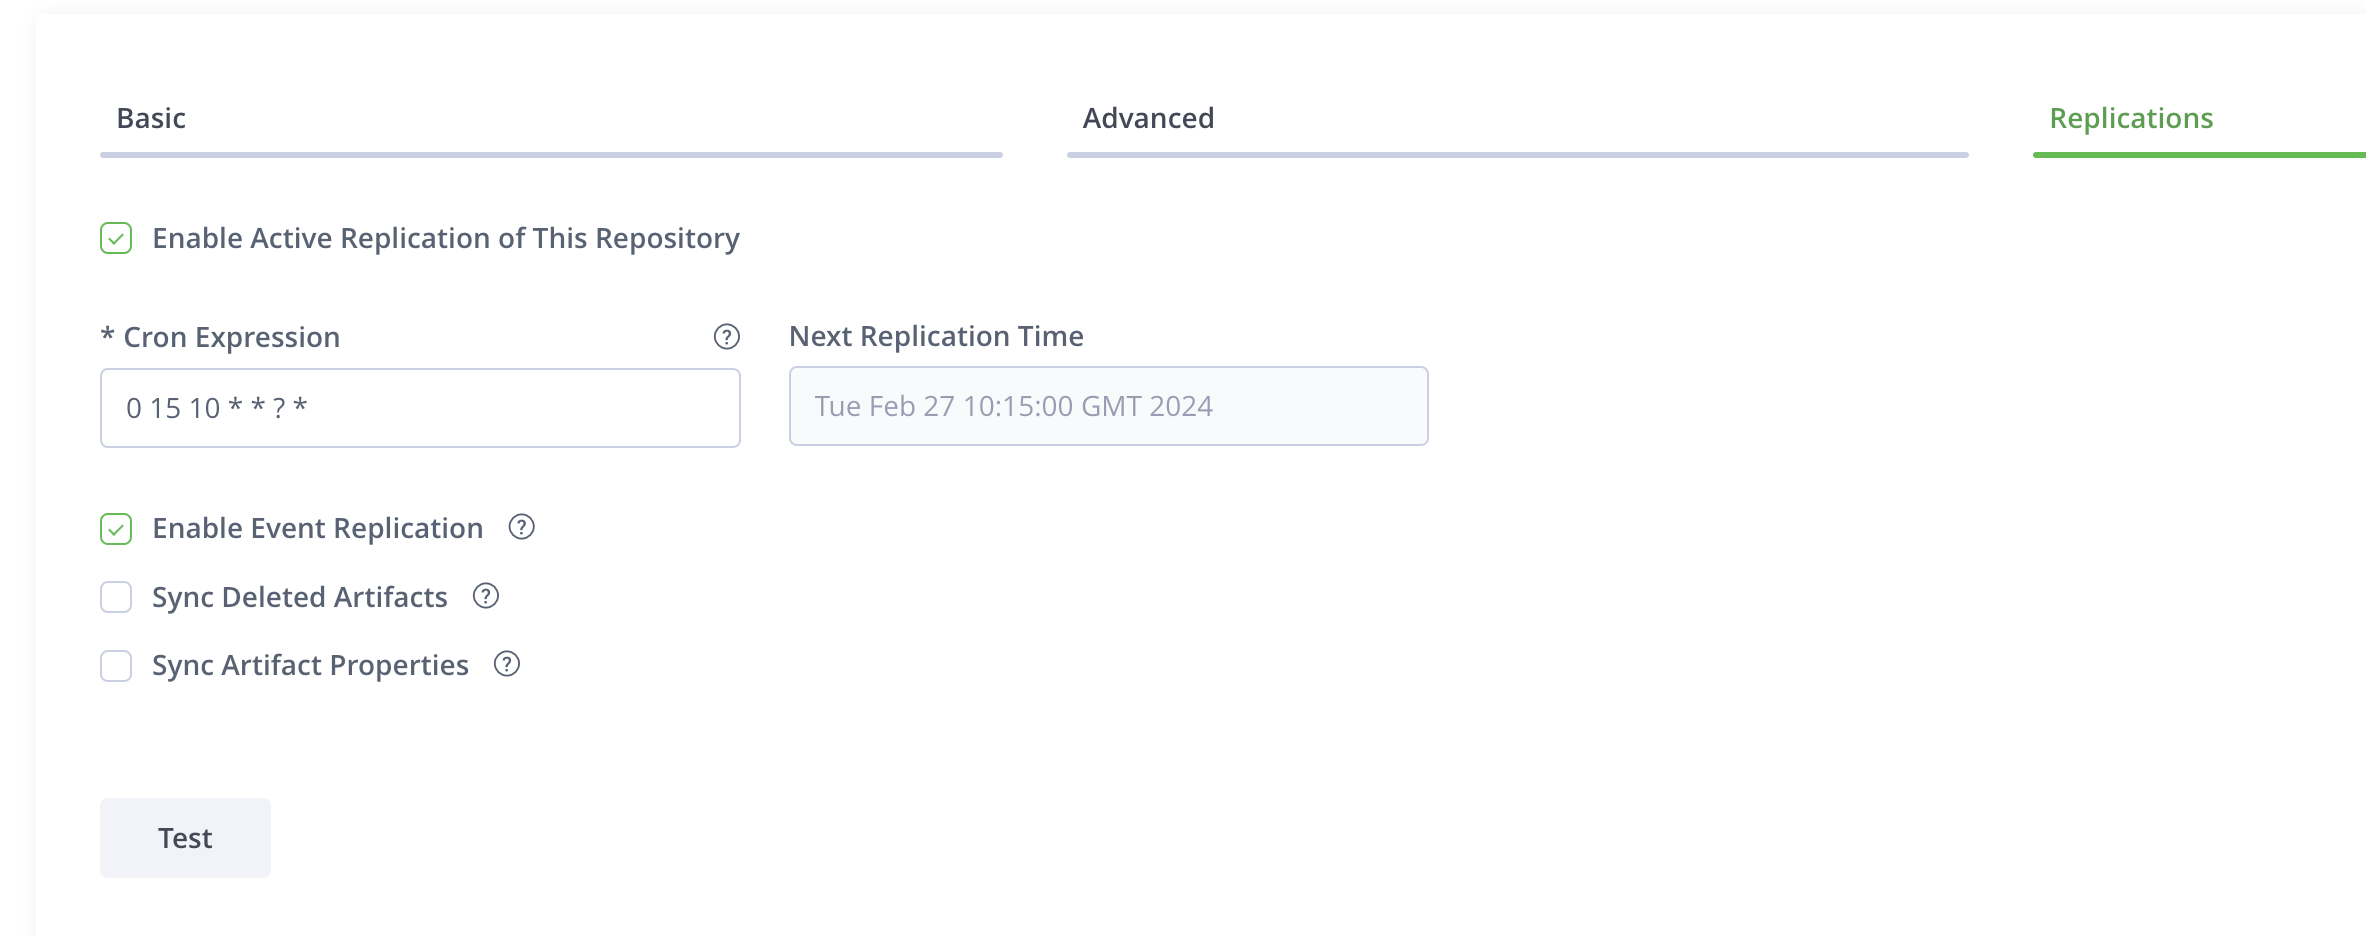 Basic
Advanced
Replications
Enable Active Replication of This Repository
* Cron Expression
Next Replication Time
0 15 10 * * ? *
Tue Feb 27 10:15:00 GMT 2024
Enable Event Replication
Sync Deleted Artifacts
Sync Artifact Properties
Test